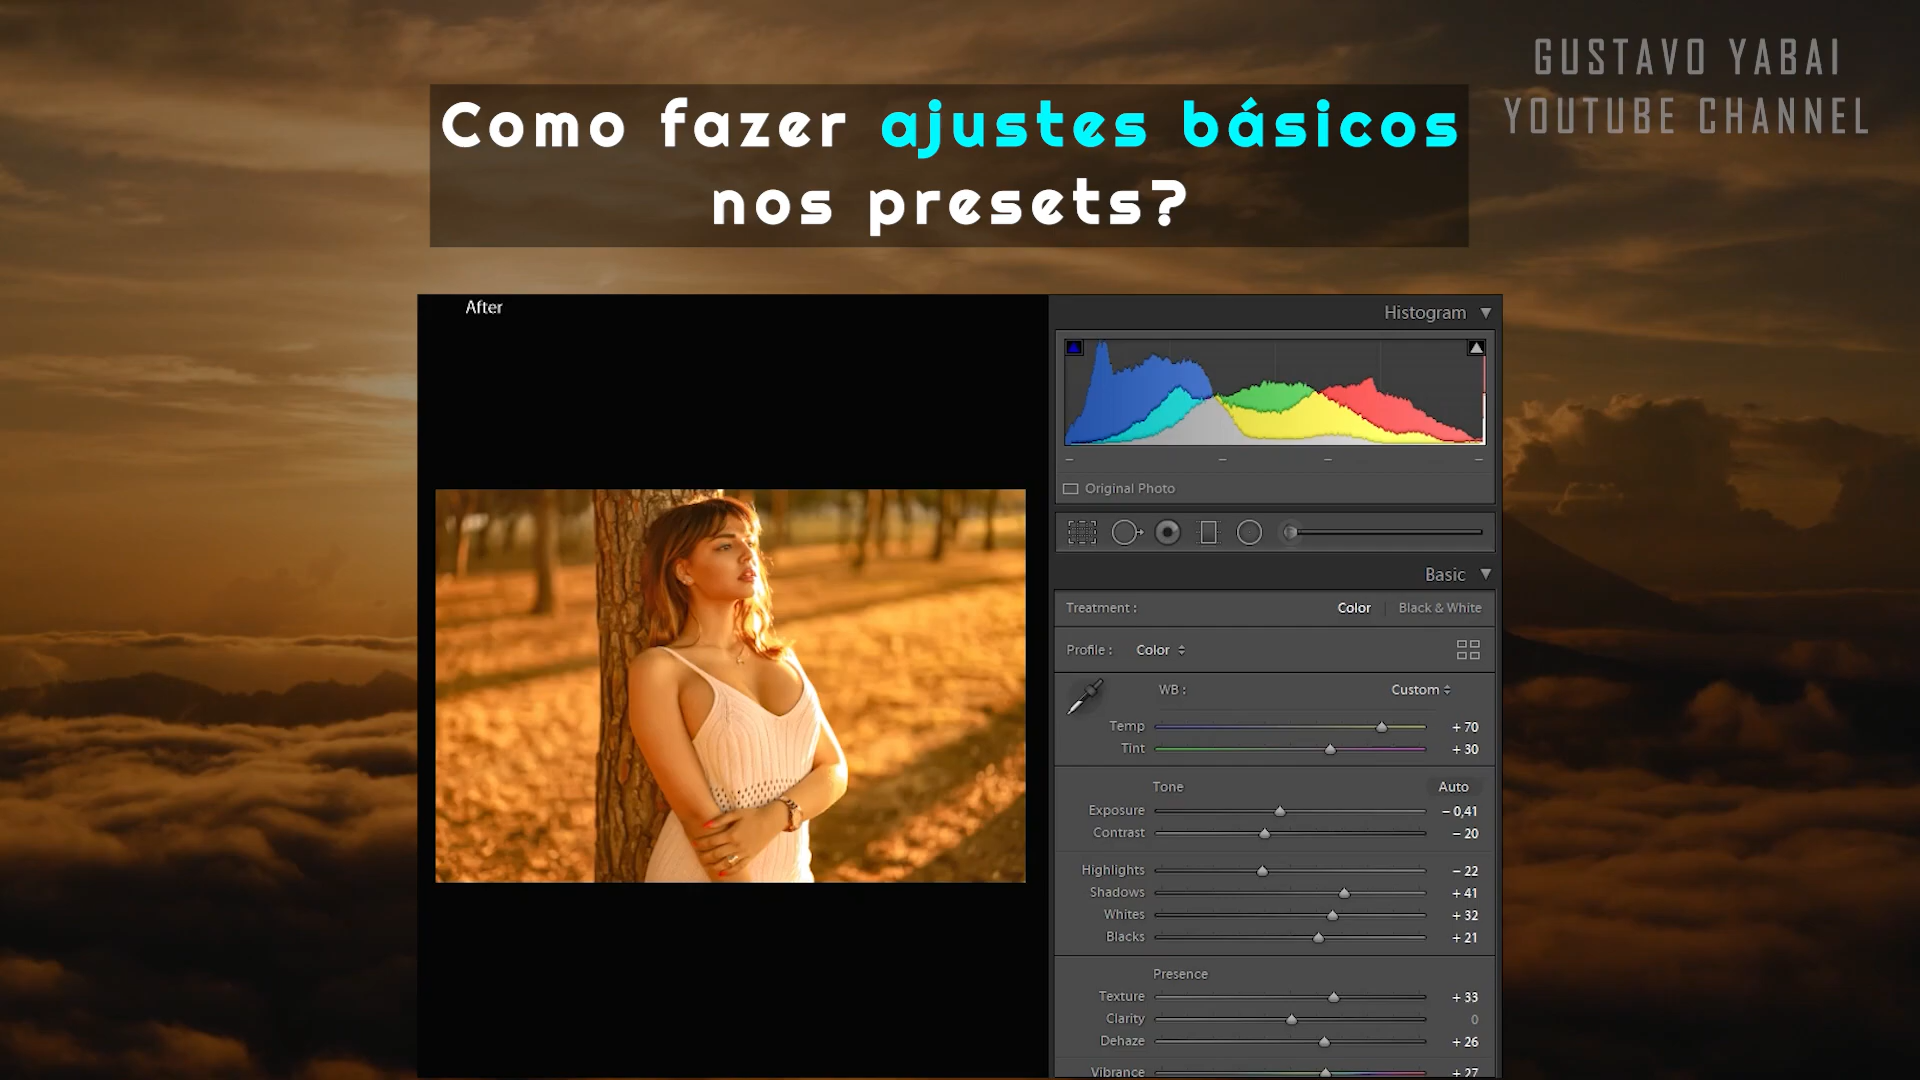 GUSTAVO YABAI
YOUTUBE CHANNEL
Como fazer ajustes básicos
nos presets?
After
Histogram
Original Photo
Basic
Treatment : Color Black & White
Profile : Color
WB : Custom
Temp + 70
Tint + 30
Tone Auto
Exposure − 0,41
Contrast − 20
Highlights − 22
Shadows + 41
Whites + 32
Blacks + 21
Presence
Texture + 33
Clarity 0
Dehaze + 26
Vibrance + 27